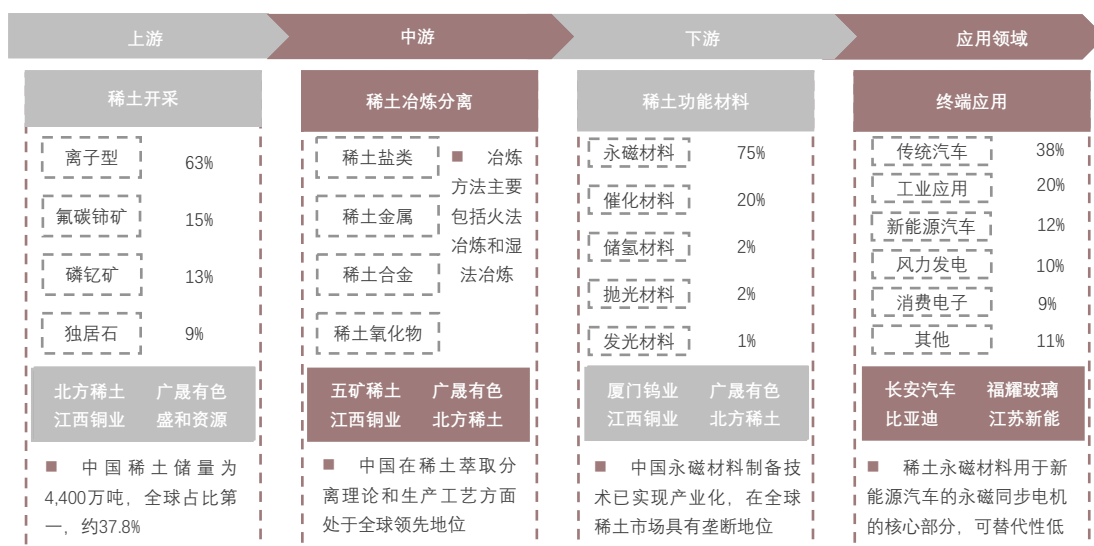 上游
中游
下游
应用领域
稀土开采
离子型 63%
氟碳铈矿 15%
磷钇矿 13%
独居石 9%
北方稀土 广晟有色
江西铜业 盛和资源
■ 中国稀土储量为
4,400万吨，全球占比第
一，约37.8%
稀土冶炼分离
稀土盐类
稀土金属
稀土合金
稀土氧化物
■ 冶炼
方法主要
包括火法
冶炼和湿
法冶炼
五矿稀土 广晟有色
江西铜业 北方稀土
■ 中国在稀土萃取分
离理论和生产工艺方面
处于全球领先地位
稀土功能材料
永磁材料 75%
催化材料 20%
储氢材料 2%
抛光材料 2%
发光材料 1%
厦门钨业 广晟有色
江西铜业 北方稀土
■ 中国永磁材料制备技
术已实现产业化，在全球
稀土市场具有垄断地位
终端应用
传统汽车 38%
工业应用 20%
新能源汽车 12%
风力发电 10%
消费电子 9%
其他 11%
长安汽车 福耀玻璃
比亚迪 江苏新能
■ 稀土永磁材料用于新
能源汽车的永磁同步电机
的核心部分，可替代性低